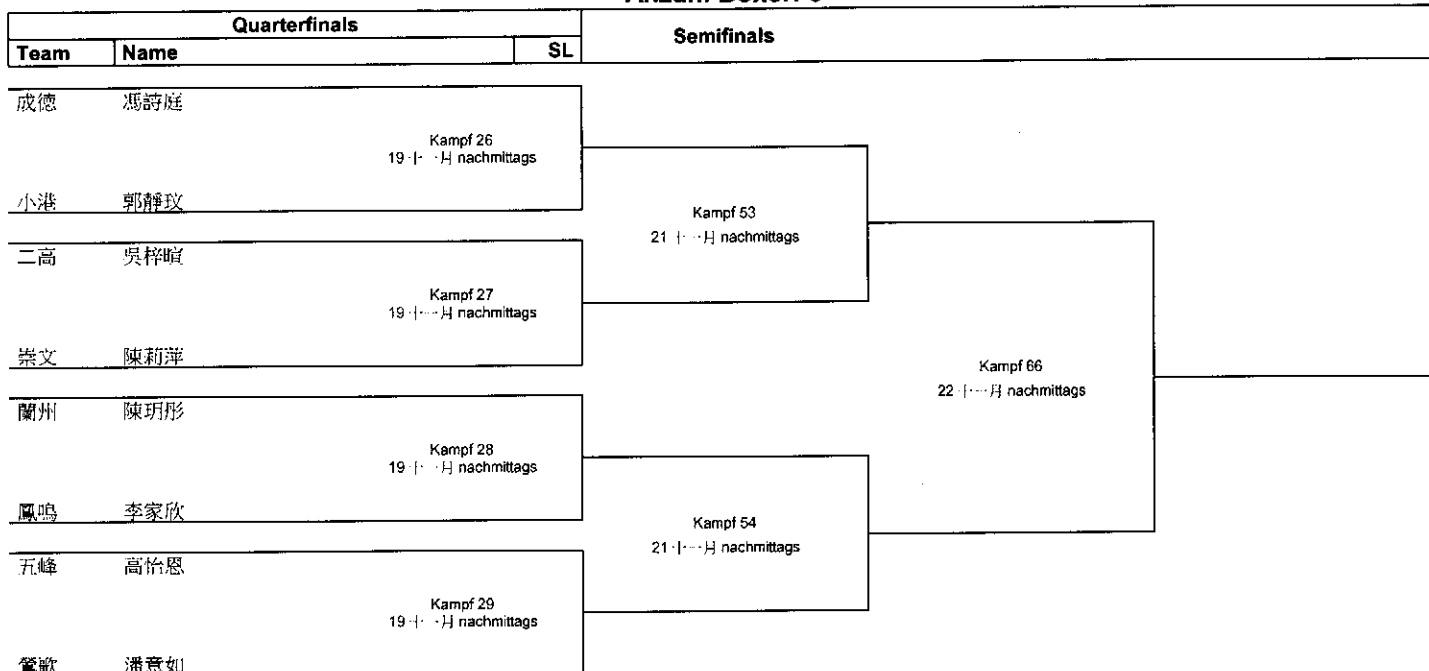 Quarterfinals
Semifinals
Team Name SL
成德 馮詩庭
Kampf 26
19 十一月 nachmittags
小港 郭靜玟
Kampf 53
21 十一月 nachmittags
二高 吳梓暄
Kampf 27
19 十一月 nachmittags
崇文 陳莉萍
Kampf 66
22 十一月 nachmittags
蘭州 陳玥彤
Kampf 28
19 十一月 nachmittags
鳳鳴 李家欣
Kampf 54
21 十一月 nachmittags
五峰 高怡恩
Kampf 29
19 十一月 nachmittags
鶯歌 潘意如